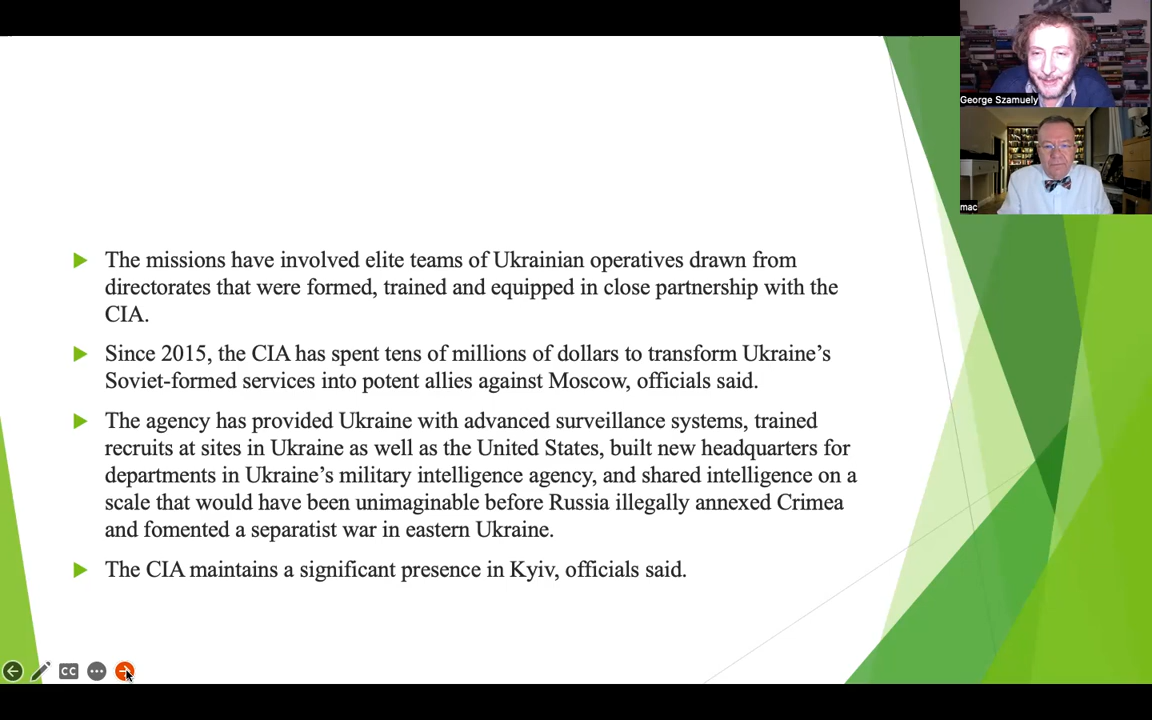 George Szamuely
mac
The missions have involved elite teams of Ukrainian operatives drawn from
directorates that were formed, trained and equipped in close partnership with the
CIA.
Since 2015, the CIA has spent tens of millions of dollars to transform Ukraine’s
Soviet-formed services into potent allies against Moscow, officials said.
The agency has provided Ukraine with advanced surveillance systems, trained
recruits at sites in Ukraine as well as the United States, built new headquarters for
departments in Ukraine’s military intelligence agency, and shared intelligence on a
scale that would have been unimaginable before Russia illegally annexed Crimea
and fomented a separatist war in eastern Ukraine.
The CIA maintains a significant presence in Kyiv, officials said.
CC